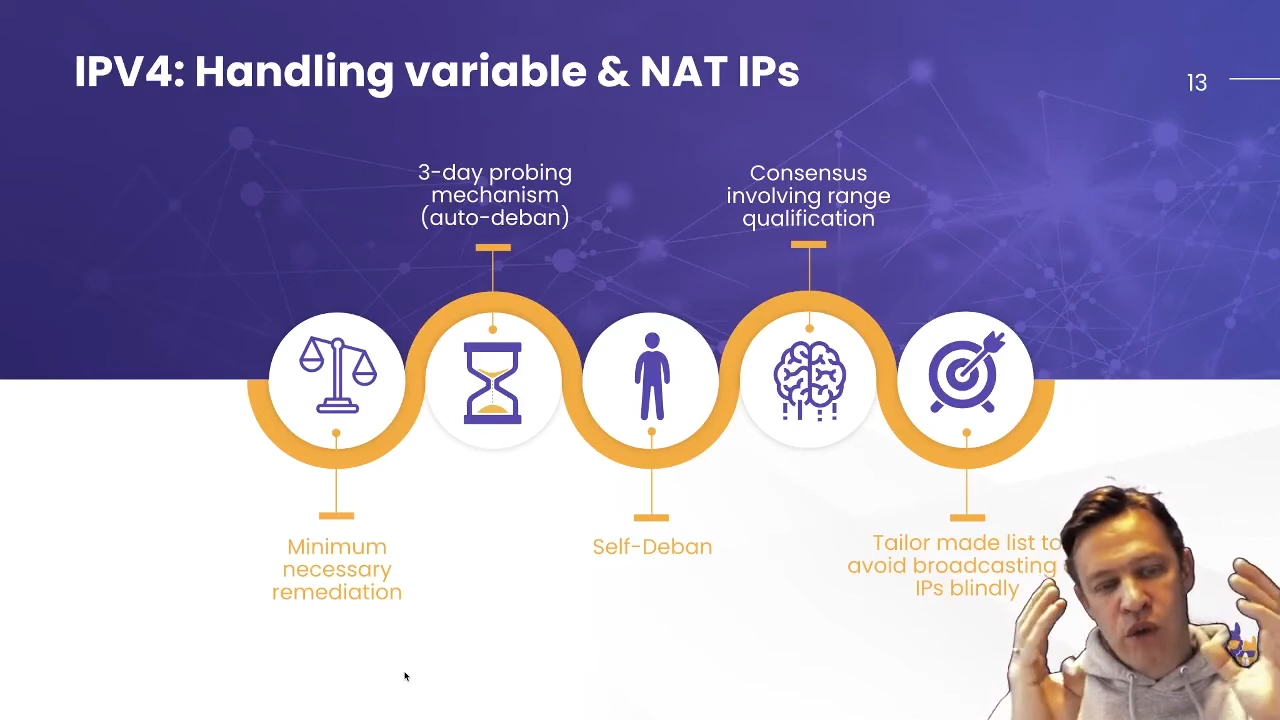 IPV4: Handling variable & NAT IPs
13
3-day probing
mechanism
(auto-deban)
Consensus
involving range
qualification
Minimum
necessary
remediation
Self-Deban
Tailor made list to
avoid broadcasting
IPs blindly